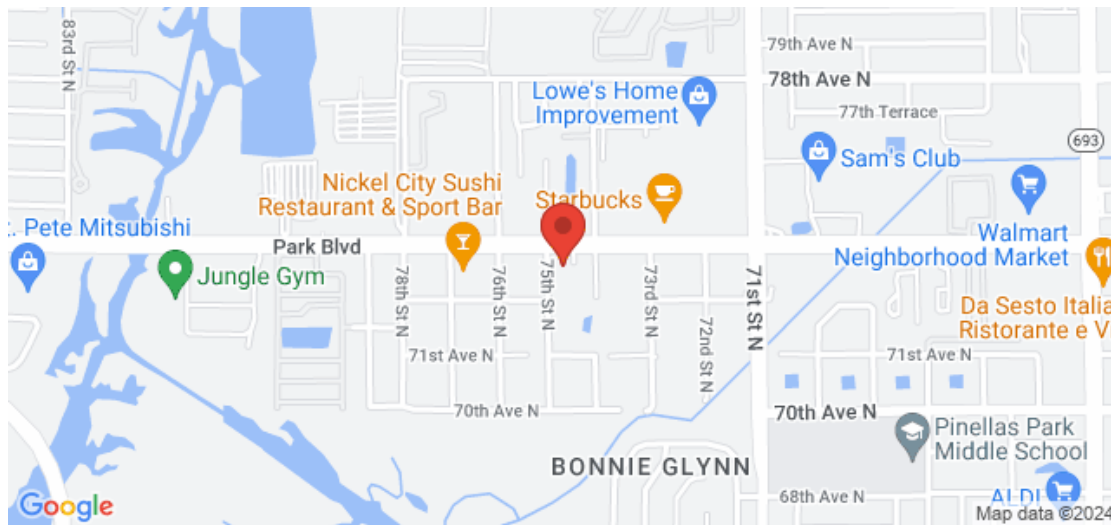 83rd St N
79th Ave N
78th Ave N
Lowe's Home
Improvement
77th Terrace
693
Sam's Club
Nickel City Sushi
Restaurant & Sport Bar
Starbucks
t. Pete Mitsubishi
Park Blvd
Walmart
Neighborhood Market
Jungle Gym
78th St N
76th St N
75th St N
73rd St N
72nd St N
71st St N
Da Sesto Italia
Ristorante e V
71st Ave N
71st Ave N
70th Ave N
70th Ave N
Pinellas Park
Middle School
BONNIE GLYNN
68th Ave N
ALDI
Google
Map data ©2024